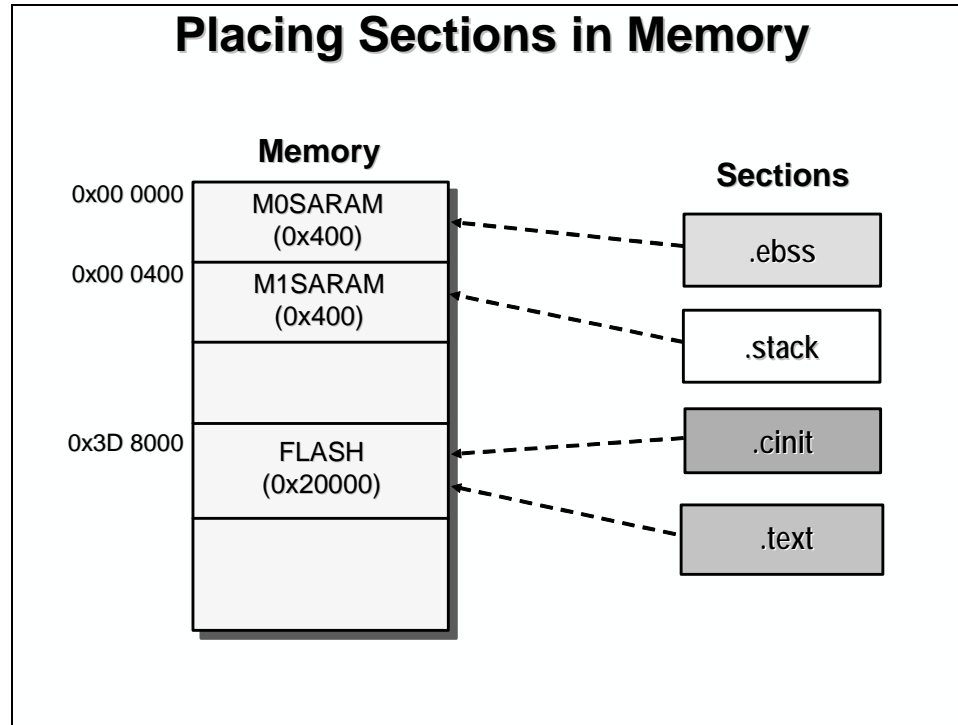 Placing Sections in Memory
Memory
Sections
0x00 0000
M0SARAM
(0x400)
0x00 0400
M1SARAM
(0x400)
0x3D 8000
FLASH
(0x20000)
.ebss
.stack
.cinit
.text